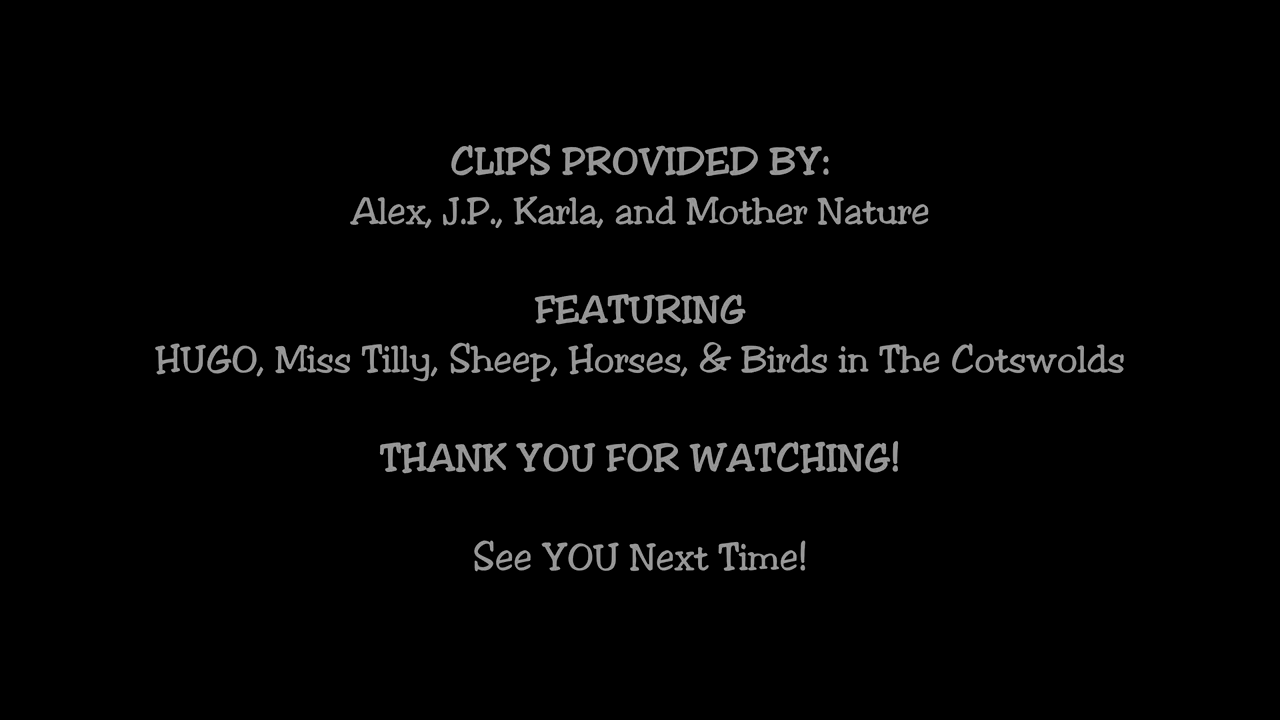 CLIPS PROVIDED BY:
Alex, J.P., Karla, and Mother Nature
FEATURING
HUGO, Miss Tilly, Sheep, Horses, & Birds in The Cotswolds
THANK YOU FOR WATCHING!
See YOU Next Time!